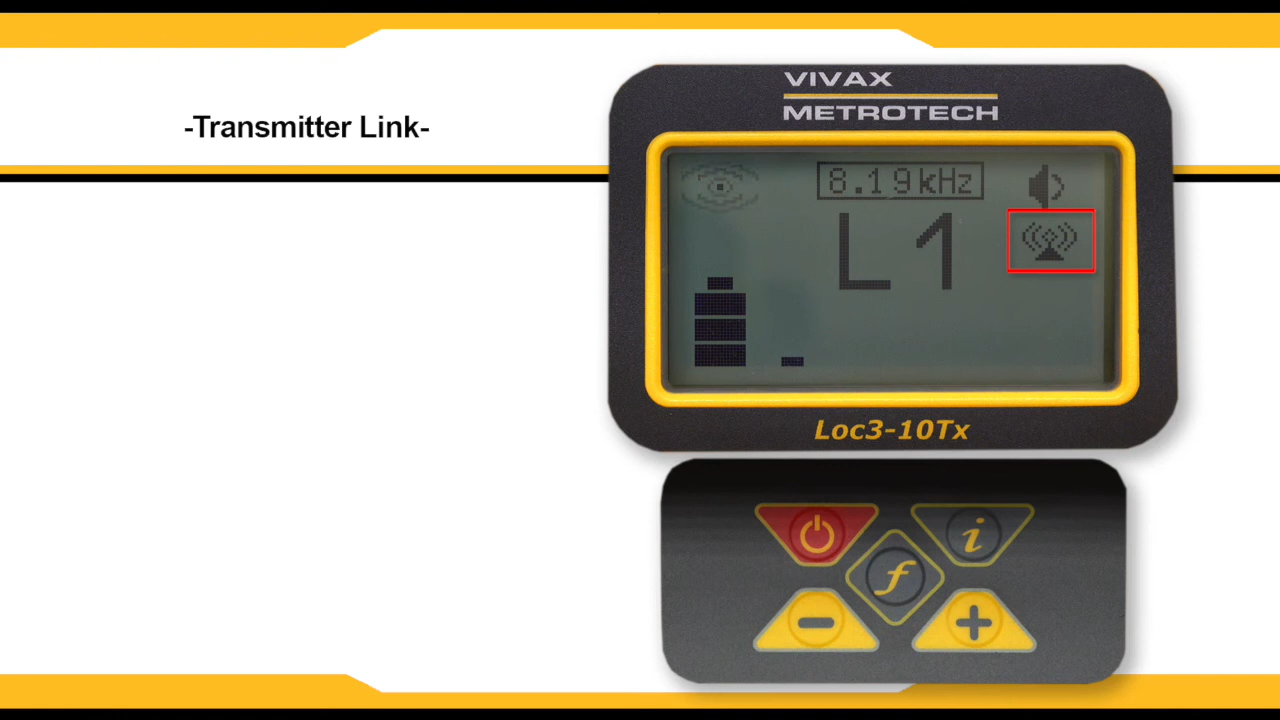 -Transmitter Link-
VIVAX
METROTECH
8.19kHz
L1
Loc3-10Tx
i
f